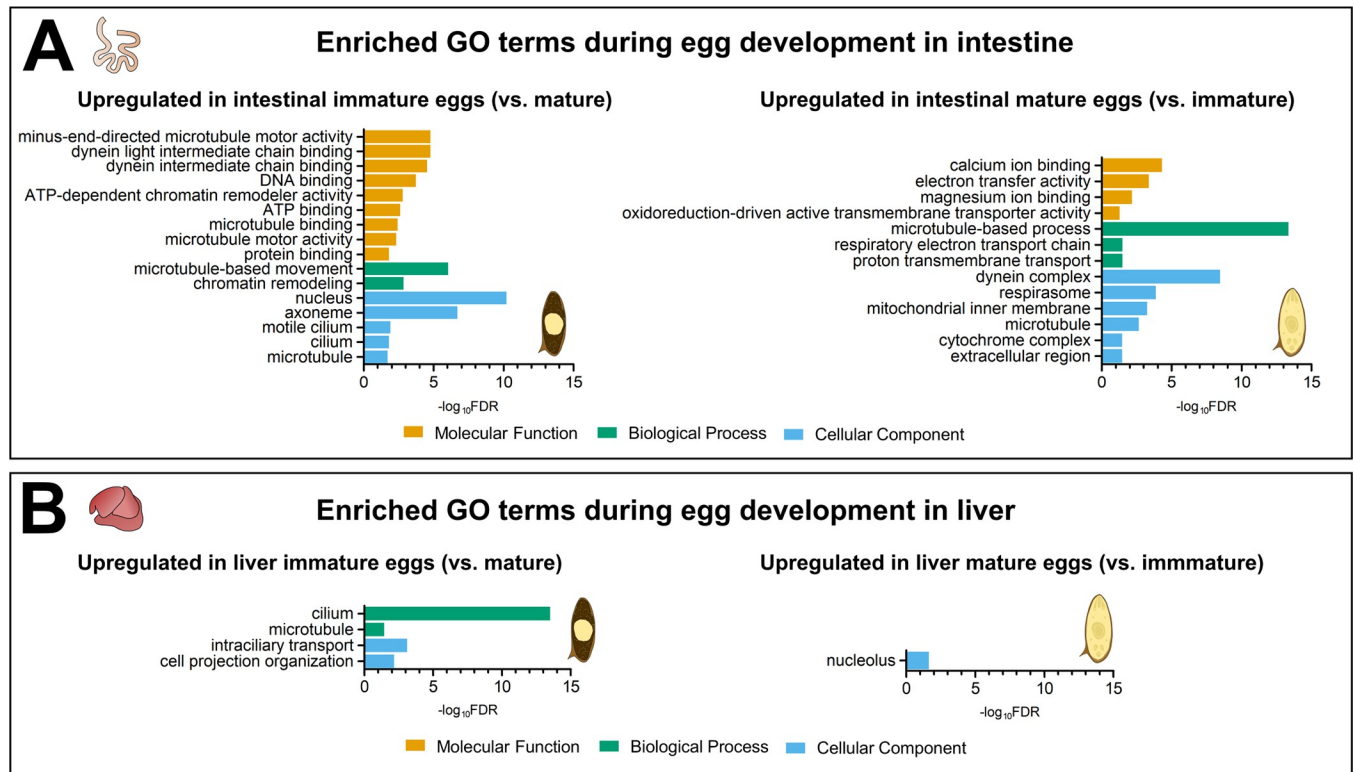 A
Enriched GO terms during egg development in intestine
Upregulated in intestinal immature eggs (vs. mature)
minus-end-directed microtubule motor activity
dynein light intermediate chain binding
dynein intermediate chain binding
DNA binding
ATP-dependent chromatin remodeler activity
ATP binding
microtubule binding
microtubule motor activity
protein binding
microtubule-based movement
chromatin remodeling
nucleus
axoneme
motile cilium
cilium
microtubule
0 5 10 15
-log₁₀FDR
Upregulated in intestinal mature eggs (vs. immature)
calcium ion binding
electron transfer activity
magnesium ion binding
oxidoreduction-driven active transmembrane transporter activity
microtubule-based process
respiratory electron transport chain
proton transmembrane transport
dynein complex
respirasome
mitochondrial inner membrane
microtubule
cytochrome complex
extracellular region
0 5 10 15
-log₁₀FDR
Molecular Function Biological Process Cellular Component
B
Enriched GO terms during egg development in liver
Upregulated in liver immature eggs (vs. mature)
cilium
microtubule
intraciliary transport
cell projection organization
0 5 10 15
-log₁₀FDR
Upregulated in liver mature eggs (vs. immmature)
nucleolus
0 5 10 15
-log₁₀FDR
Molecular Function Biological Process Cellular Component